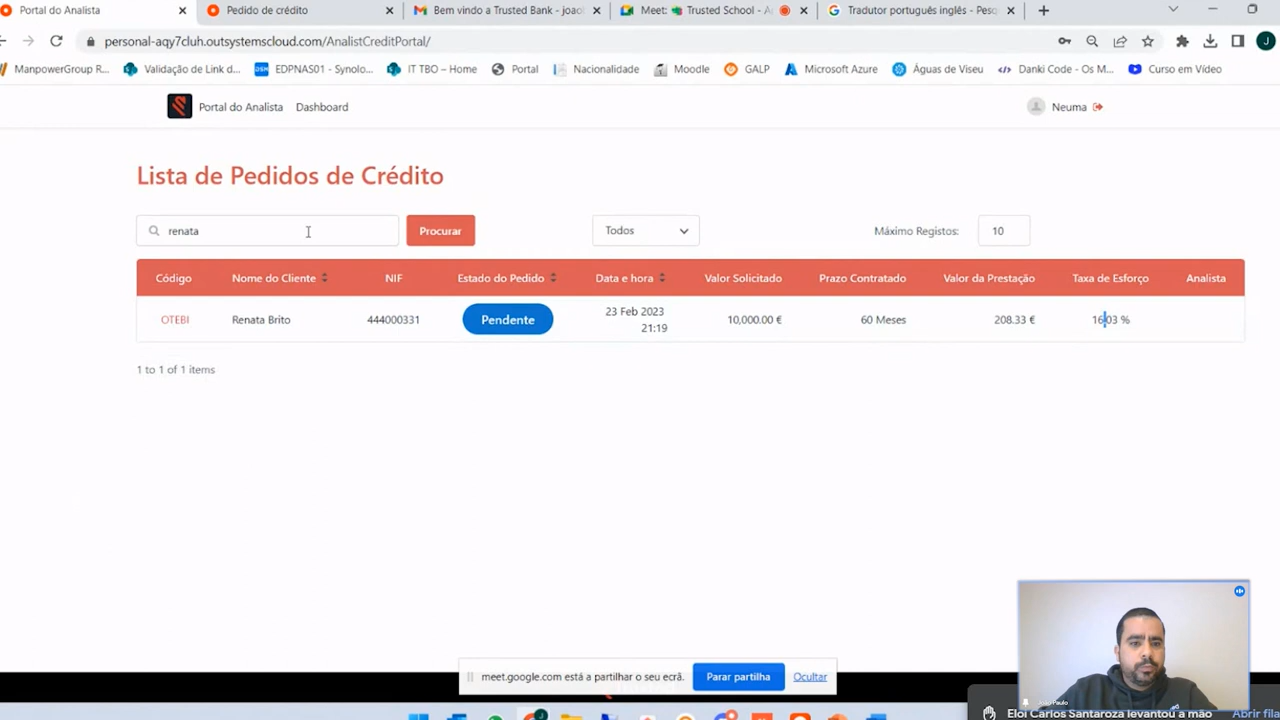 Portal do Analista
Pedido de crédito
Bem vindo a Trusted Bank - joao
Meet: Trusted School - A
Tradutor português inglês - Pesq
personal-aqy7cluh.outsystemscloud.com/AnalistCreditPortal/
ManpowerGroup R...
Validação de Link d...
EDPNAS01 - Synolo...
IT TBO – Home
Portal
Nacionalidade
Moodle
GALP
Microsoft Azure
Águas de Viseu
Danki Code - Os M...
Curso em Vídeo
Portal do Analista
Dashboard
Neuma
Lista de Pedidos de Crédito
renata
Procurar
Todos
Máximo Registos:
10
Código
Nome do Cliente
NIF
Estado do Pedido
Data e hora
Valor Solicitado
Prazo Contratado
Valor da Prestação
Taxa de Esforço
Analista
OTEBI
Renata Brito
444000331
Pendente
23 Feb 2023
21:19
10,000.00 €
60 Meses
208.33 €
16.03 %
1 to 1 of 1 items
meet.google.com está a partilhar o seu ecrã.
Parar partilha
Ocultar
João Paulo
Eloi Carlos Santaroza levantou a mão
Abrir fila